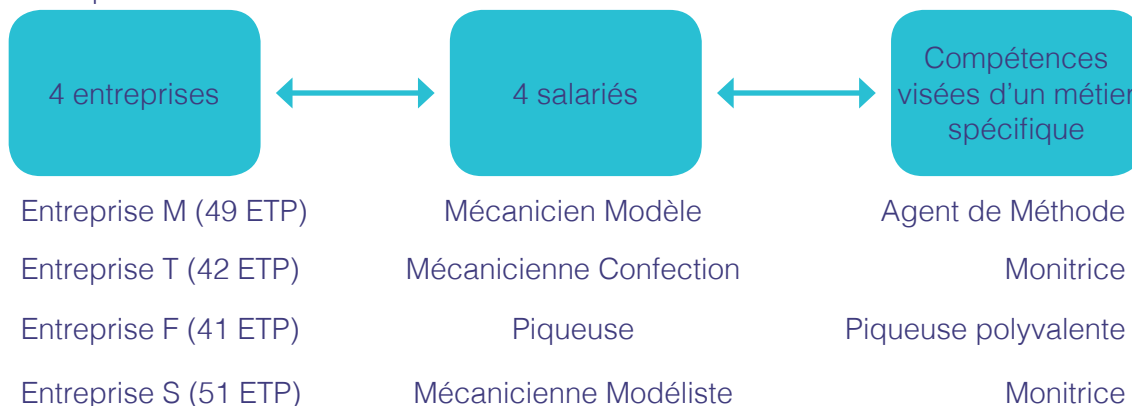 4 entreprises
4 salariés
Compétences
visées d'un métier
spécifique
Entreprise M (49 ETP)
Mécanicien Modèle
Agent de Méthode
Entreprise T (42 ETP)
Mécanicienne Confection
Monitrice
Entreprise F (41 ETP)
Piqueuse
Piqueuse polyvalente
Entreprise S (51 ETP)
Mécanicienne Modéliste
Monitrice